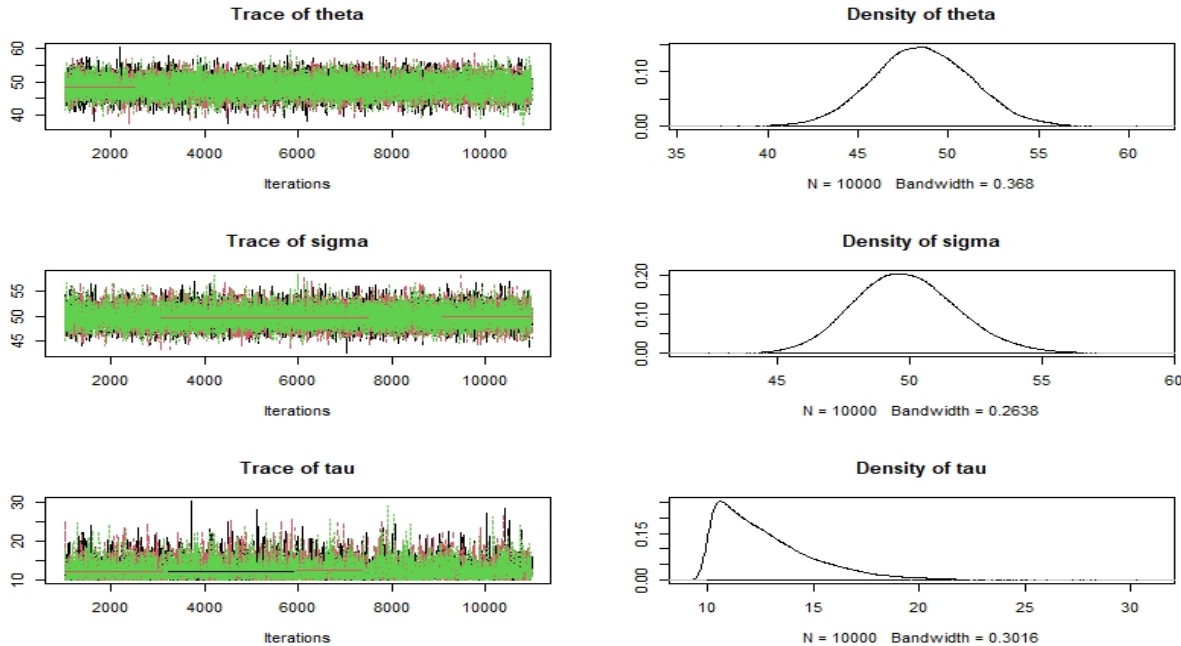 Trace of theta
40 50 60
2000 4000 6000 8000 10000
Iterations
Density of theta
0.00 0.10
35 40 45 50 55 60
N = 10000 Bandwidth = 0.368
Trace of sigma
45 50 55
2000 4000 6000 8000 10000
Iterations
Density of sigma
0.00 0.10 0.20
45 50 55 60
N = 10000 Bandwidth = 0.2638
Trace of tau
10 20 30
2000 4000 6000 8000 10000
Iterations
Density of tau
0.00 0.15
10 15 20 25 30
N = 10000 Bandwidth = 0.3016